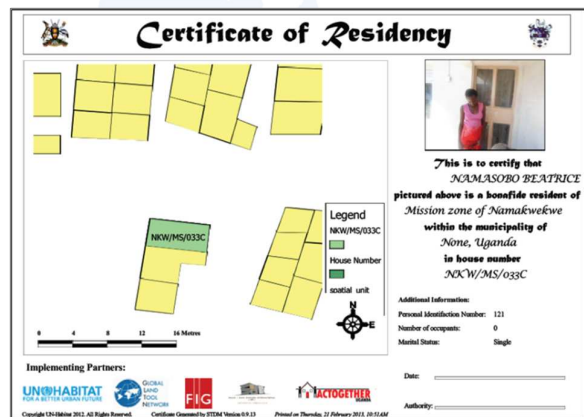 Certificate of Residency
NKW/MS/033C
Legend
NKW/MS/033C
House Number
spatial unit
N
E
0 4 8 12 16 Metres
This is to certify that
NAMASOBO BEATRICE
pictured above is a bonafide resident of
Mission zone of Namakwekwe
within the municipality of
None, Uganda
in house number
NKW/MS/033C
Additional Information:
Personal Identification Number: 121
Number of occupants: 0
Marital Status: Single
Date:
Authority:
Implementing Partners:
UN HABITAT
FOR A BETTER URBAN FUTURE
GLOBAL
LAND
TOOL
NETWORK
FIG
ACTOGETHER
UGANDA
Copyright UN-Habitat 2012. All Rights Reserved.
Certificate Generated by STDM Version 0.9.13
Printed on Thursday, 21 February 2013, 10:51AM